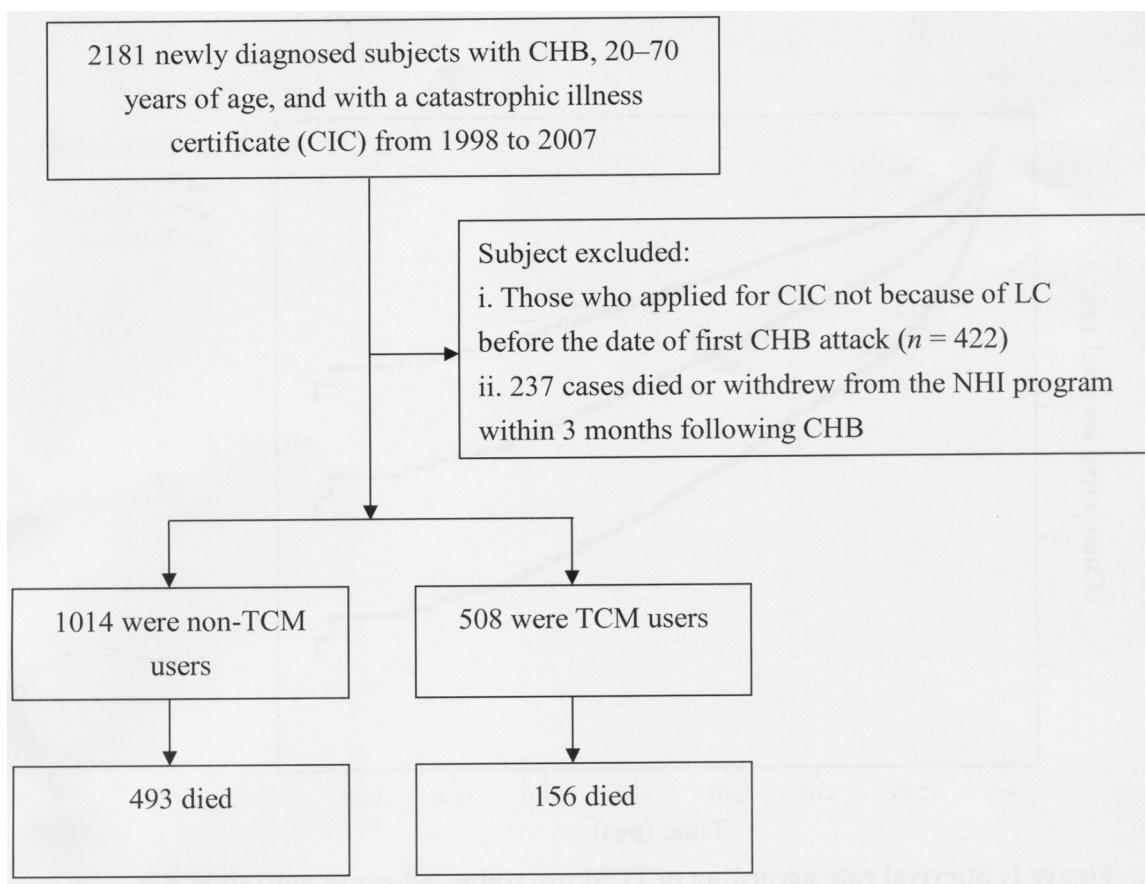 2181 newly diagnosed subjects with CHB, 20–70
years of age, and with a catastrophic illness
certificate (CIC) from 1998 to 2007
Subject excluded:
i. Those who applied for CIC not because of LC
before the date of first CHB attack (n = 422)
ii. 237 cases died or withdrew from the NHI program
within 3 months following CHB
1014 were non-TCM
users
508 were TCM users
493 died
156 died